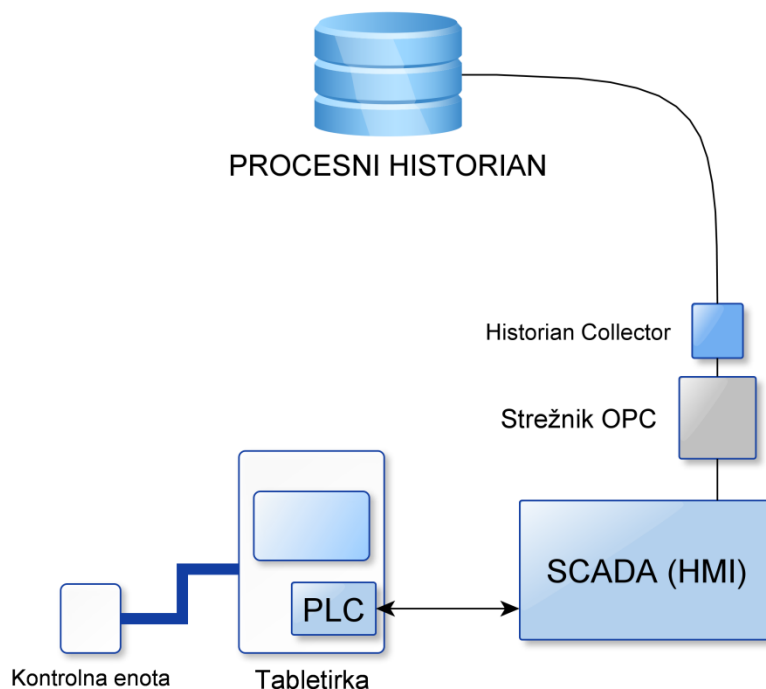 PROCESNI HISTORIAN
Historian Collector
Strežnik OPC
SCADA (HMI)
PLC
Kontrolna enota
Tabletirka